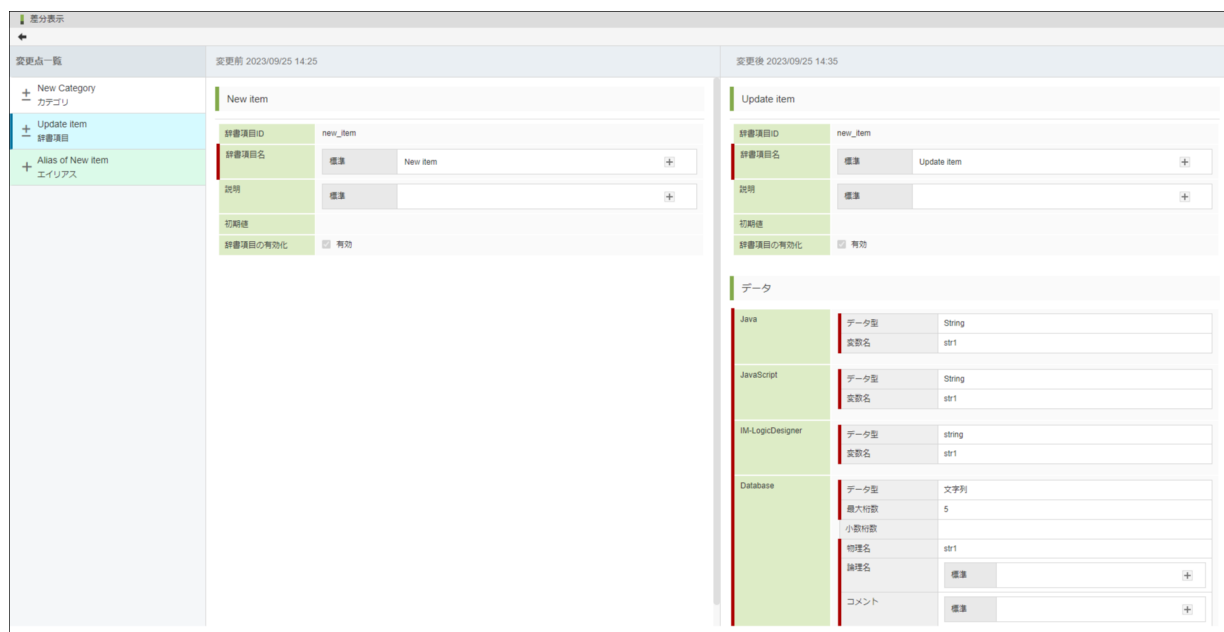 差分表示
変更点一覧
New Category
カテゴリ
Update item
辞書項目
Alias of New item
エイリアス
変更前 2023/09/25 14:25
New item
辞書項目ID new_item
辞書項目名 標準 New item
説明 標準
初期値
辞書項目の有効化 有効
変更後 2023/09/25 14:35
Update item
辞書項目ID new_item
辞書項目名 標準 Update item
説明 標準
初期値
辞書項目の有効化 有効
データ
Java データ型 String
変数名 str1
JavaScript データ型 String
変数名 str1
IM-LogicDesigner データ型 string
変数名 str1
Database データ型 文字列
最大桁数 5
小数桁数
物理名 str1
論理名 標準
コメント 標準